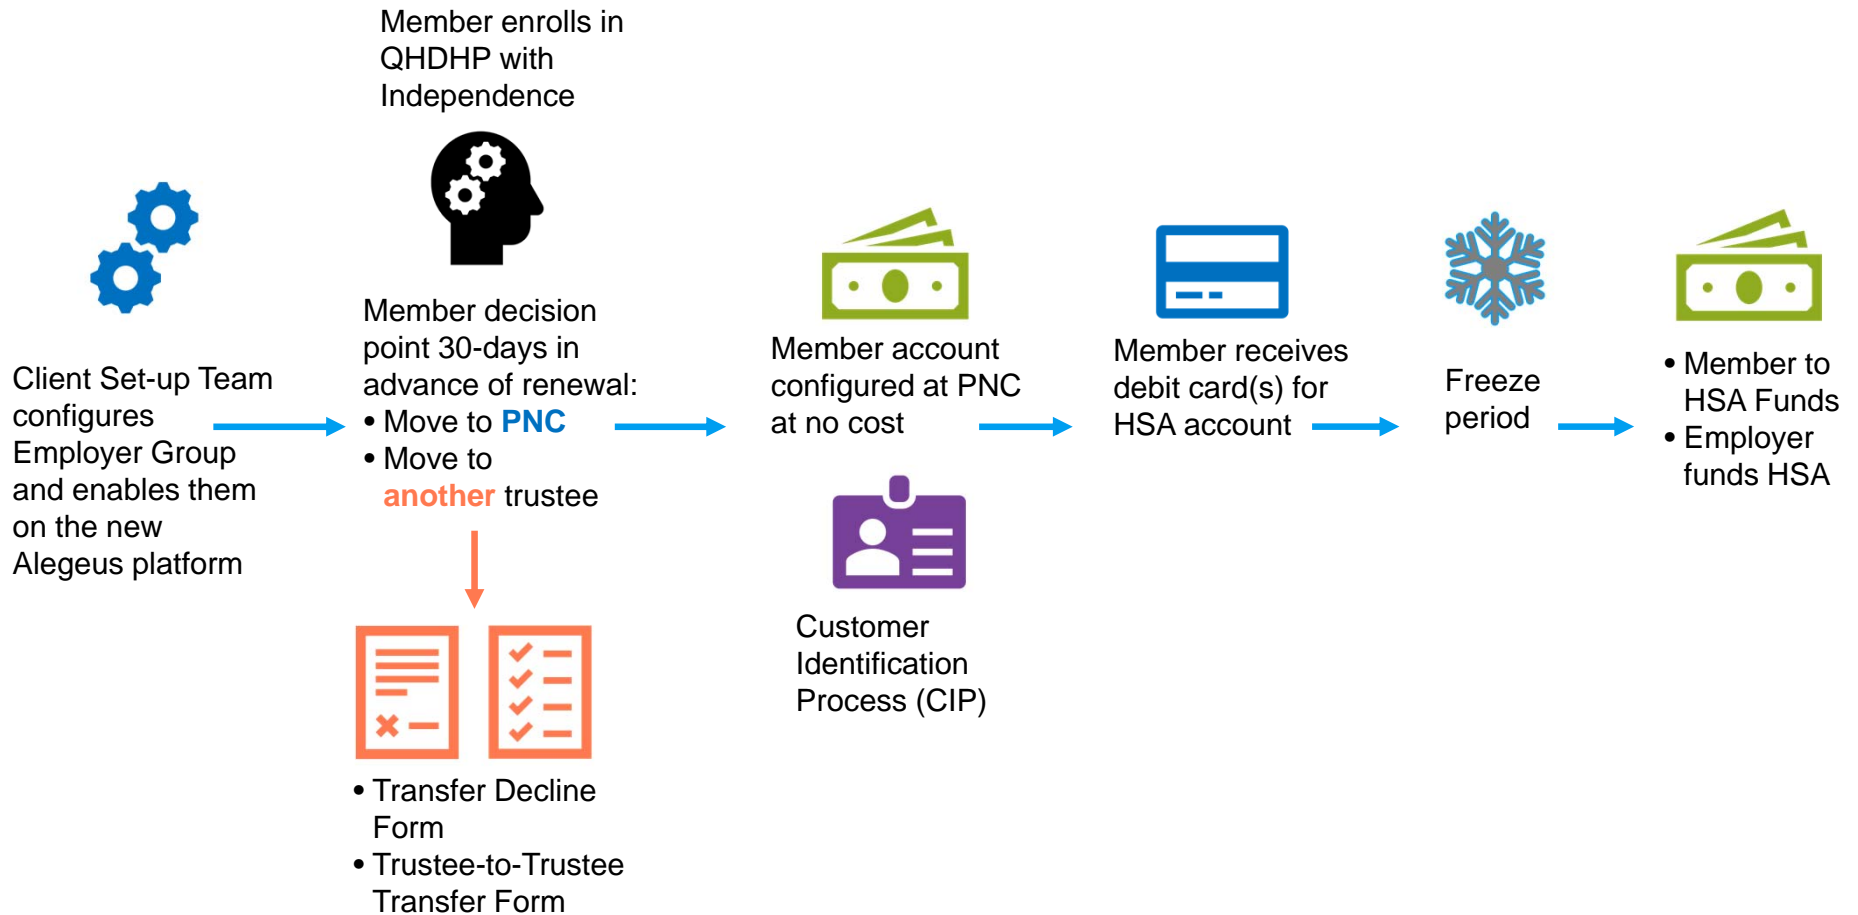 Member enrolls in
QHDHP with
Independence
Client Set-up Team
configures
Employer Group
and enables them
on the new
Alegeus platform
Member decision
point 30-days in
advance of renewal:
• Move to PNC
• Move to
another trustee
• Transfer Decline
Form
• Trustee-to-Trustee
Transfer Form
Member account
configured at PNC
at no cost
Customer
Identification
Process (CIP)
Member receives
debit card(s) for
HSA account
Freeze
period
• Member to
HSA Funds
• Employer
funds HSA